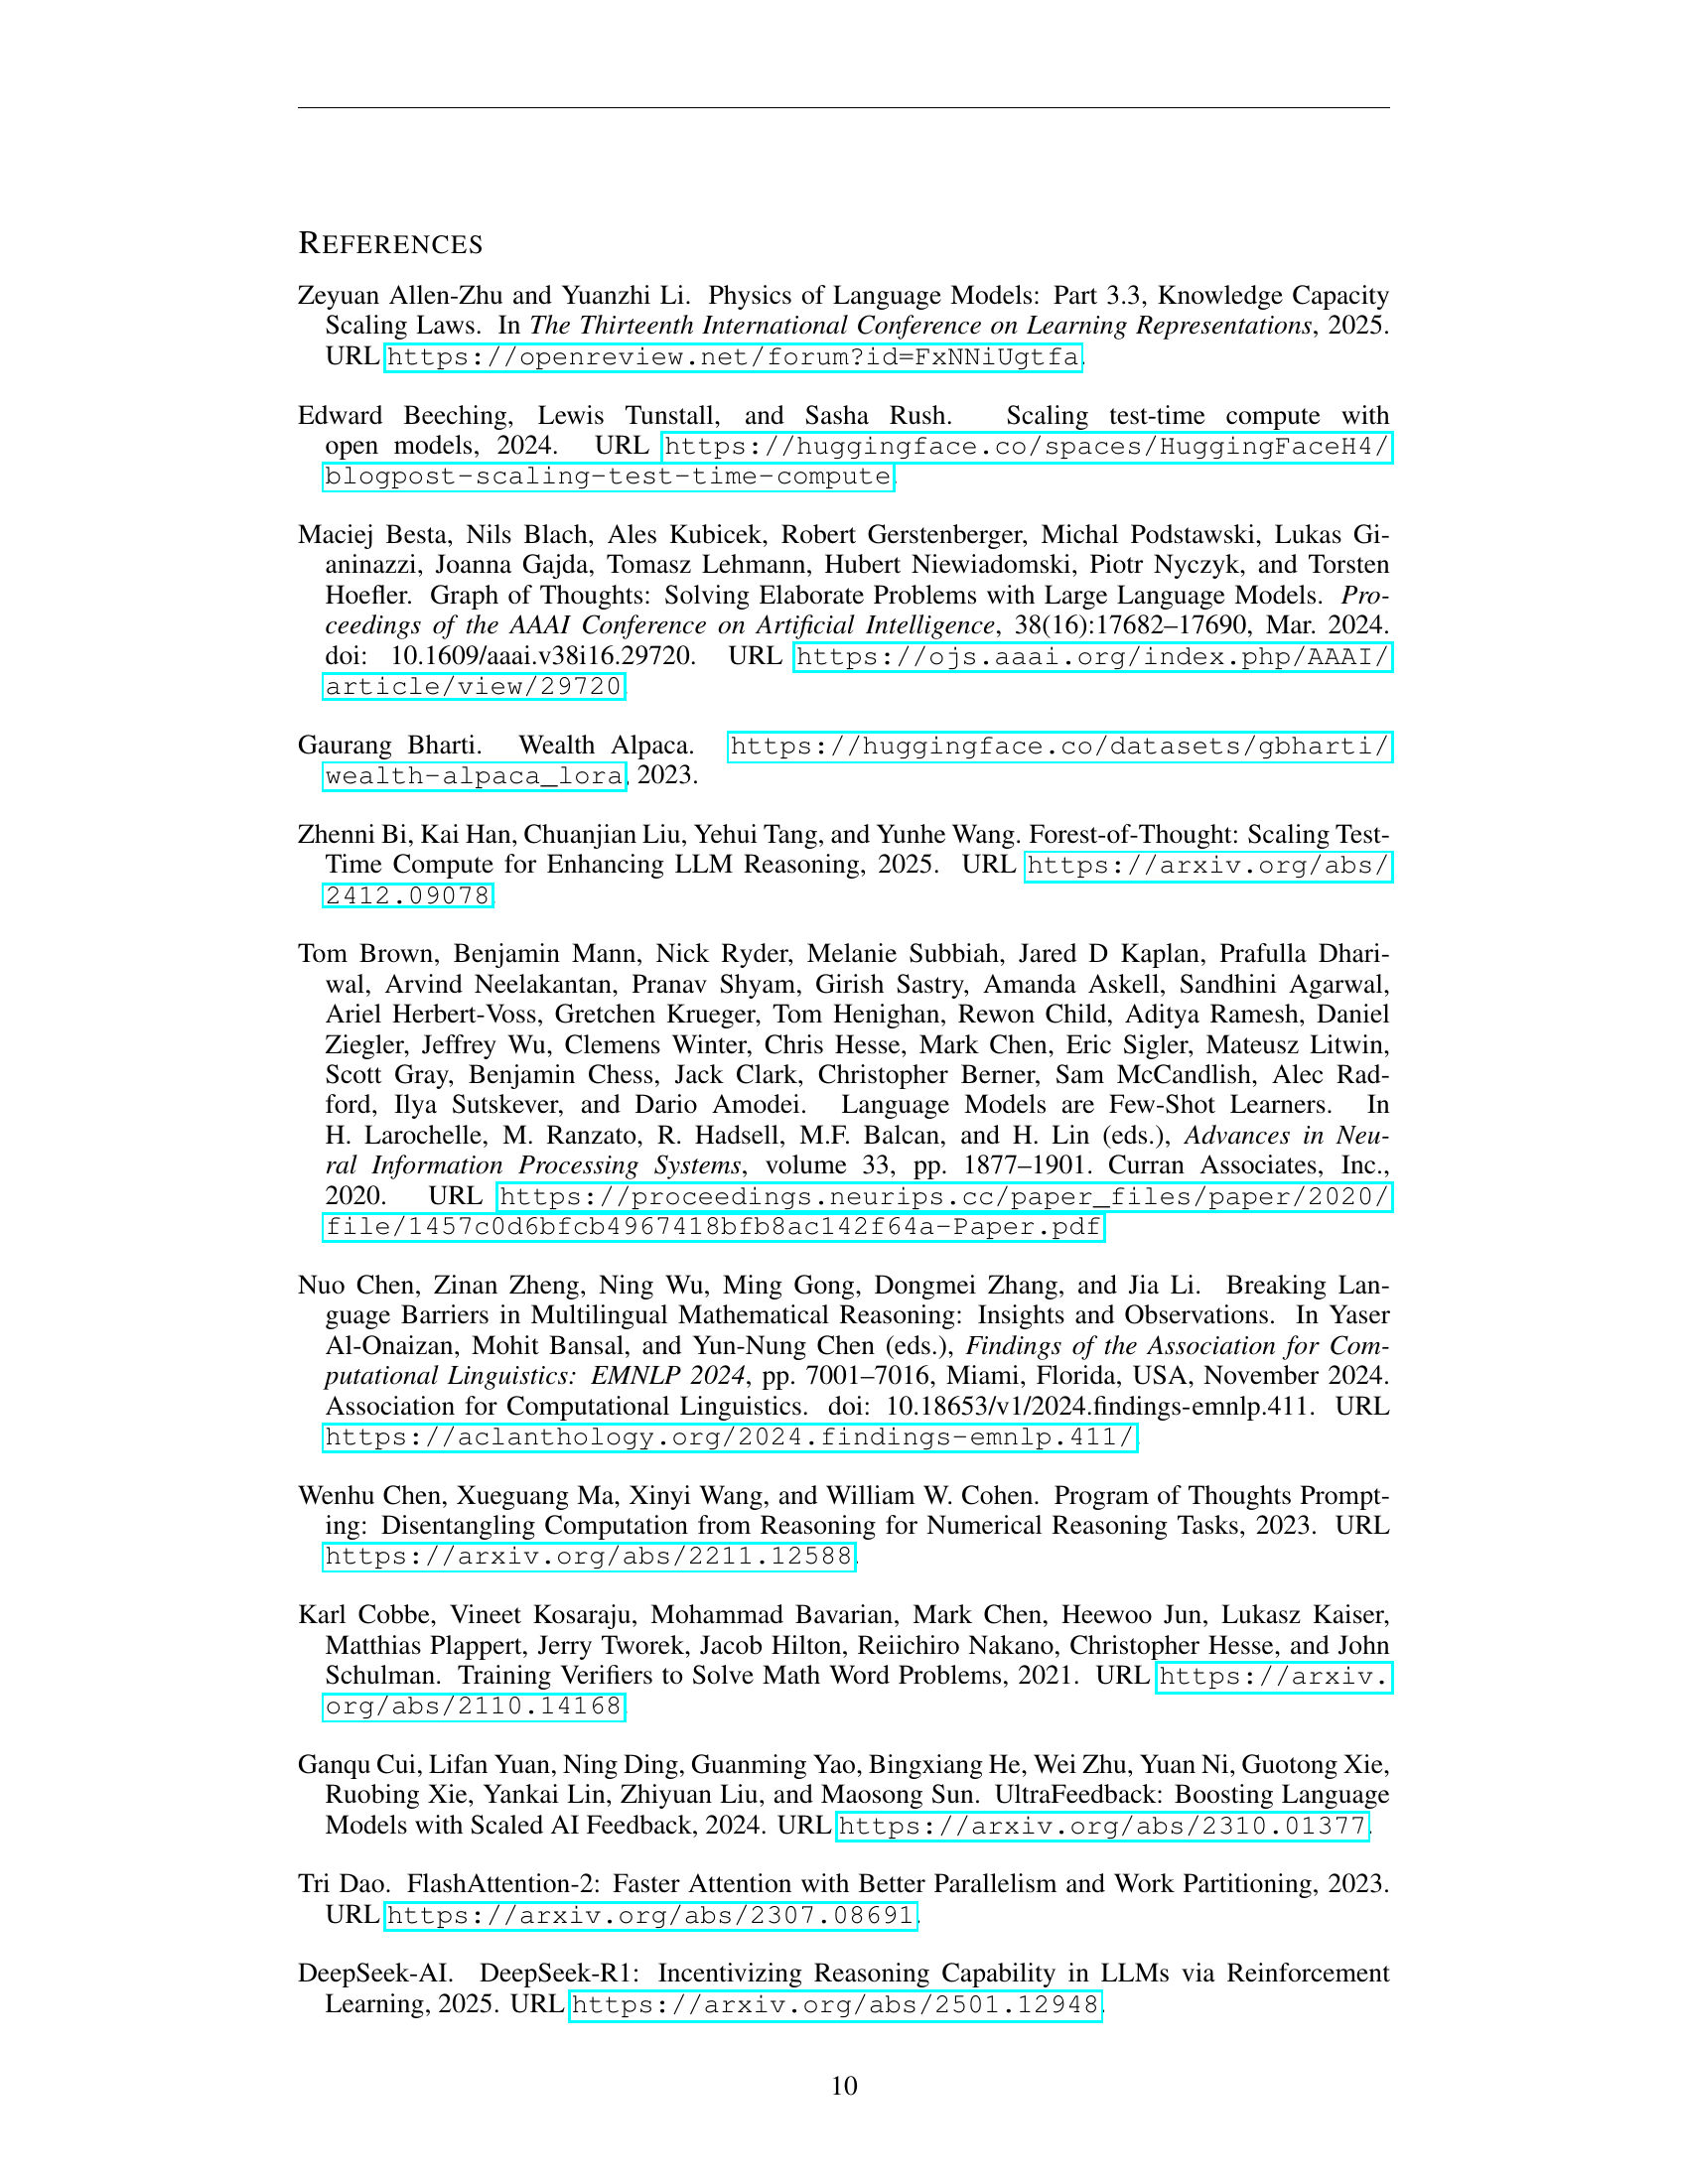 REFERENCES
Zeyuan Allen-Zhu and Yuanzhi Li. Physics of Language Models: Part 3.3, Knowledge Capacity
Scaling Laws. In The Thirteenth International Conference on Learning Representations, 2025.
URL https://openreview.net/forum?id=FxNNiUgtfa.
Edward Beeching, Lewis Tunstall, and Sasha Rush. Scaling test-time compute with
open models, 2024. URL https://huggingface.co/spaces/HuggingFaceH4/
blogpost-scaling-test-time-compute.
Maciej Besta, Nils Blach, Ales Kubicek, Robert Gerstenberger, Michal Podstawski, Lukas Gi-
aninazzi, Joanna Gajda, Tomasz Lehmann, Hubert Niewiadomski, Piotr Nyczyk, and Torsten
Hoefler. Graph of Thoughts: Solving Elaborate Problems with Large Language Models. Pro-
ceedings of the AAAI Conference on Artificial Intelligence, 38(16):17682–17690, Mar. 2024.
doi: 10.1609/aaai.v38i16.29720. URL https://ojs.aaai.org/index.php/AAAI/
article/view/29720.
Gaurang Bharti. Wealth Alpaca. https://huggingface.co/datasets/gbharti/
wealth-alpaca_lora, 2023.
Zhenni Bi, Kai Han, Chuanjian Liu, Yehui Tang, and Yunhe Wang. Forest-of-Thought: Scaling Test-
Time Compute for Enhancing LLM Reasoning, 2025. URL https://arxiv.org/abs/
2412.09078.
Tom Brown, Benjamin Mann, Nick Ryder, Melanie Subbiah, Jared D Kaplan, Prafulla Dhari-
wal, Arvind Neelakantan, Pranav Shyam, Girish Sastry, Amanda Askell, Sandhini Agarwal,
Ariel Herbert-Voss, Gretchen Krueger, Tom Henighan, Rewon Child, Aditya Ramesh, Daniel
Ziegler, Jeffrey Wu, Clemens Winter, Chris Hesse, Mark Chen, Eric Sigler, Mateusz Litwin,
Scott Gray, Benjamin Chess, Jack Clark, Christopher Berner, Sam McCandlish, Alec Rad-
ford, Ilya Sutskever, and Dario Amodei. Language Models are Few-Shot Learners. In
H. Larochelle, M. Ranzato, R. Hadsell, M.F. Balcan, and H. Lin (eds.), Advances in Neu-
ral Information Processing Systems, volume 33, pp. 1877–1901. Curran Associates, Inc.,
2020. URL https://proceedings.neurips.cc/paper_files/paper/2020/
file/1457c0d6bfcb4967418bfb8ac142f64a-Paper.pdf.
Nuo Chen, Zinan Zheng, Ning Wu, Ming Gong, Dongmei Zhang, and Jia Li. Breaking Lan-
guage Barriers in Multilingual Mathematical Reasoning: Insights and Observations. In Yaser
Al-Onaizan, Mohit Bansal, and Yun-Nung Chen (eds.), Findings of the Association for Com-
putational Linguistics: EMNLP 2024, pp. 7001–7016, Miami, Florida, USA, November 2024.
Association for Computational Linguistics. doi: 10.18653/v1/2024.findings-emnlp.411. URL
https://aclanthology.org/2024.findings-emnlp.411/.
Wenhu Chen, Xueguang Ma, Xinyi Wang, and William W. Cohen. Program of Thoughts Prompt-
ing: Disentangling Computation from Reasoning for Numerical Reasoning Tasks, 2023. URL
https://arxiv.org/abs/2211.12588.
Karl Cobbe, Vineet Kosaraju, Mohammad Bavarian, Mark Chen, Heewoo Jun, Lukasz Kaiser,
Matthias Plappert, Jerry Tworek, Jacob Hilton, Reiichiro Nakano, Christopher Hesse, and John
Schulman. Training Verifiers to Solve Math Word Problems, 2021. URL https://arxiv.
org/abs/2110.14168.
Ganqu Cui, Lifan Yuan, Ning Ding, Guanming Yao, Bingxiang He, Wei Zhu, Yuan Ni, Guotong Xie,
Ruobing Xie, Yankai Lin, Zhiyuan Liu, and Maosong Sun. UltraFeedback: Boosting Language
Models with Scaled AI Feedback, 2024. URL https://arxiv.org/abs/2310.01377.
Tri Dao. FlashAttention-2: Faster Attention with Better Parallelism and Work Partitioning, 2023.
URL https://arxiv.org/abs/2307.08691.
DeepSeek-AI. DeepSeek-R1: Incentivizing Reasoning Capability in LLMs via Reinforcement
Learning, 2025. URL https://arxiv.org/abs/2501.12948.
10